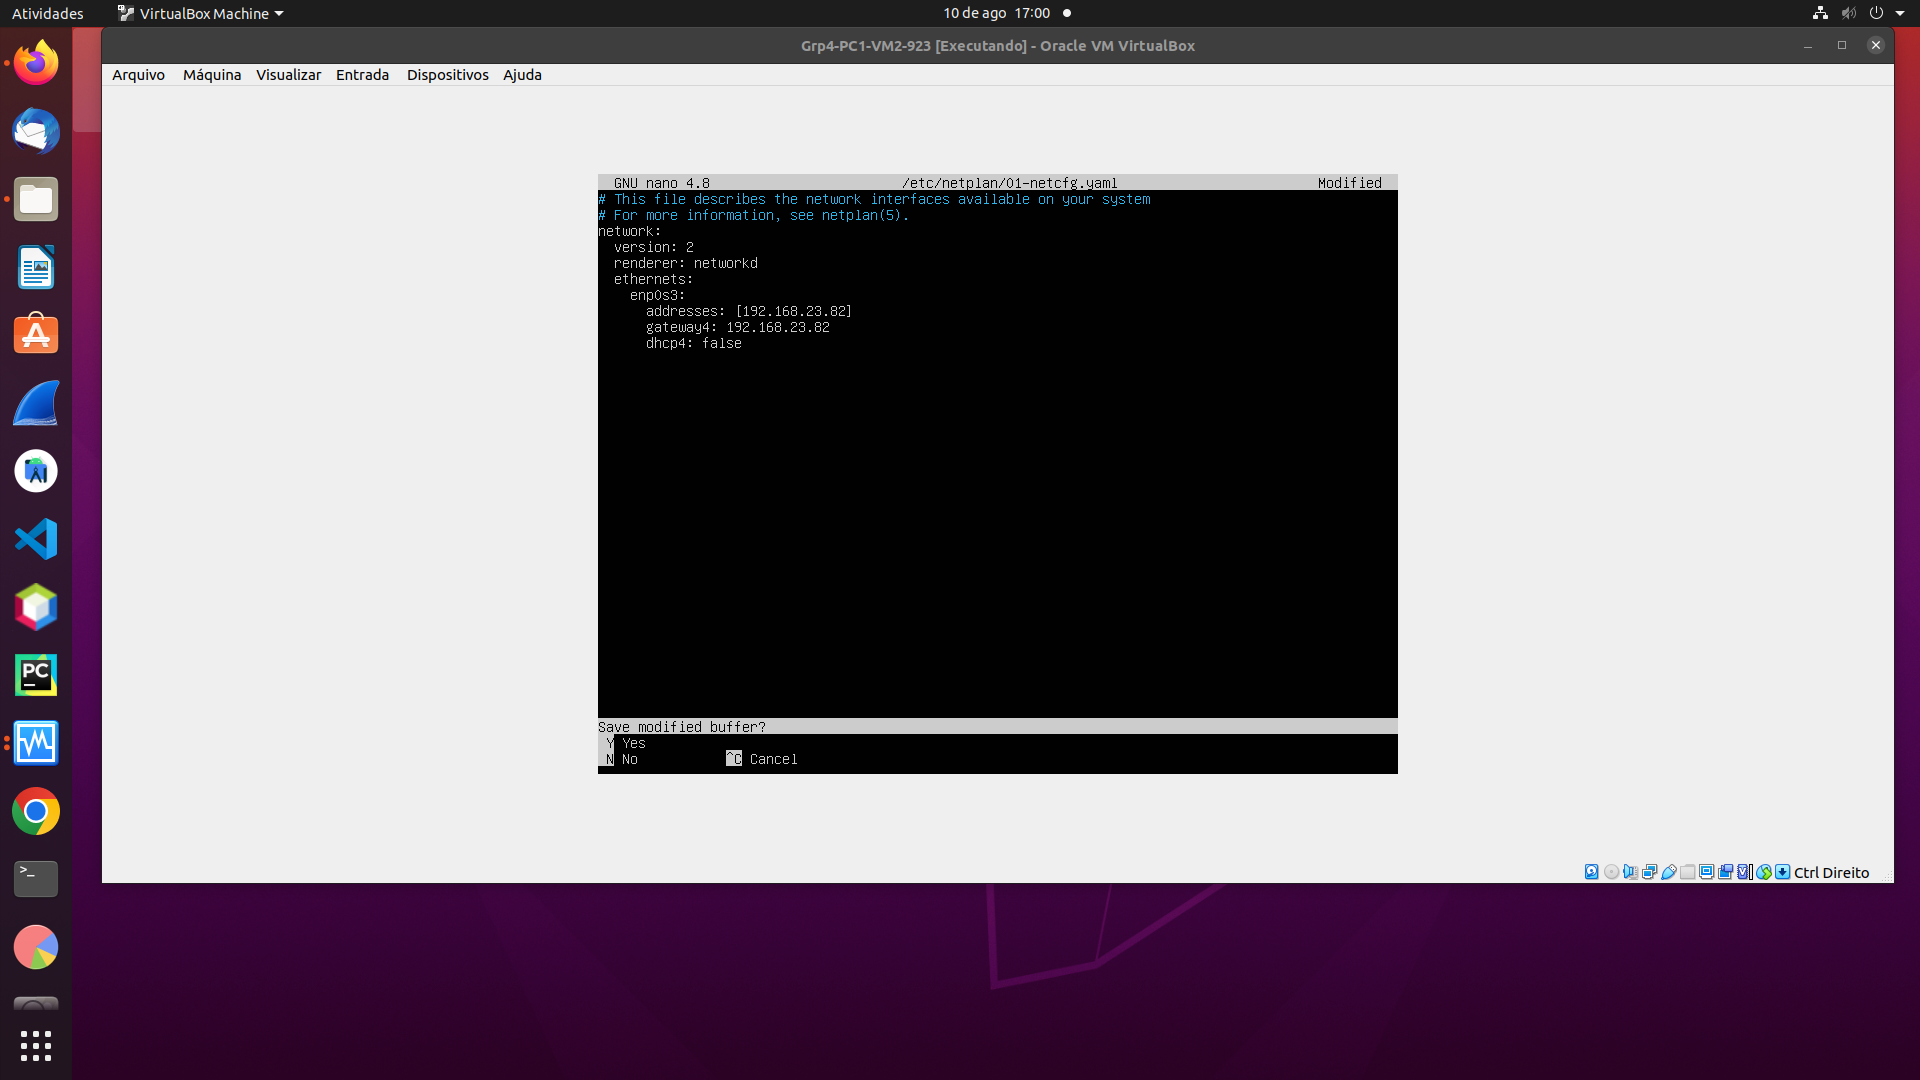 Atividades
VirtualBox Machine
10 de ago 17:00
Grp4-PC1-VM2-923 [Executando] - Oracle VM VirtualBox
Arquivo Máquina Visualizar Entrada Dispositivos Ajuda
GNU nano 4.8 /etc/netplan/01-netcfg.yaml Modified
# This file describes the network interfaces available on your system
# For more information, see netplan(5).
network:
  version: 2
  renderer: networkd
  ethernets:
    enp0s3:
      addresses: [192.168.23.82]
      gateway4: 192.168.23.82
      dhcp4: false
Save modified buffer?
Y Yes
N No ^C Cancel
PC
>_
Ctrl Direito